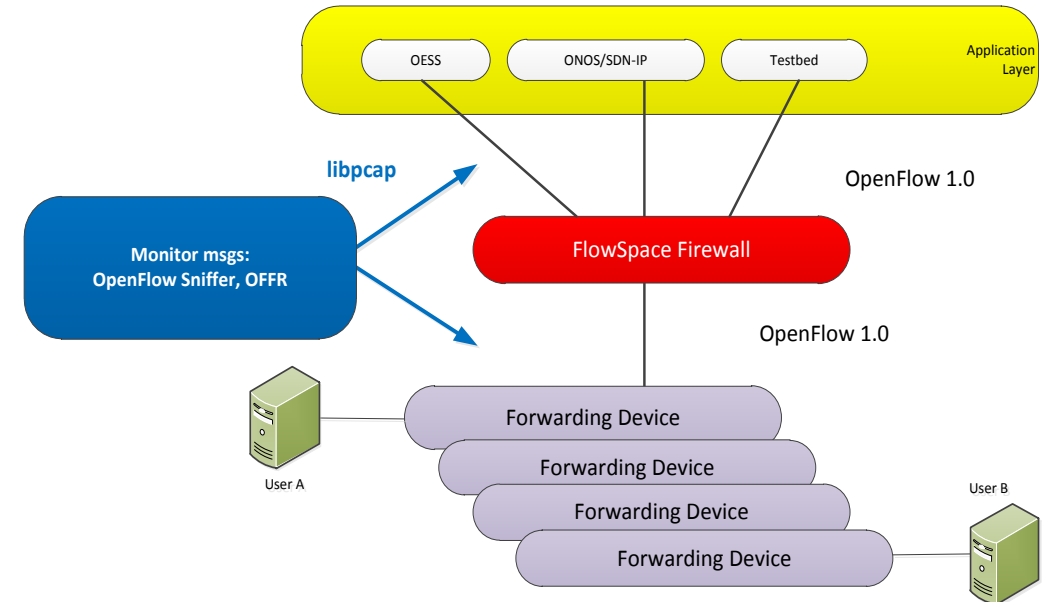 OESS
ONOS/SDN-IP
Testbed
Application
Layer
libpcap
OpenFlow 1.0
Monitor msgs:
OpenFlow Sniffer, OFFR
FlowSpace Firewall
OpenFlow 1.0
Forwarding Device
Forwarding Device
User A
Forwarding Device
User B
Forwarding Device